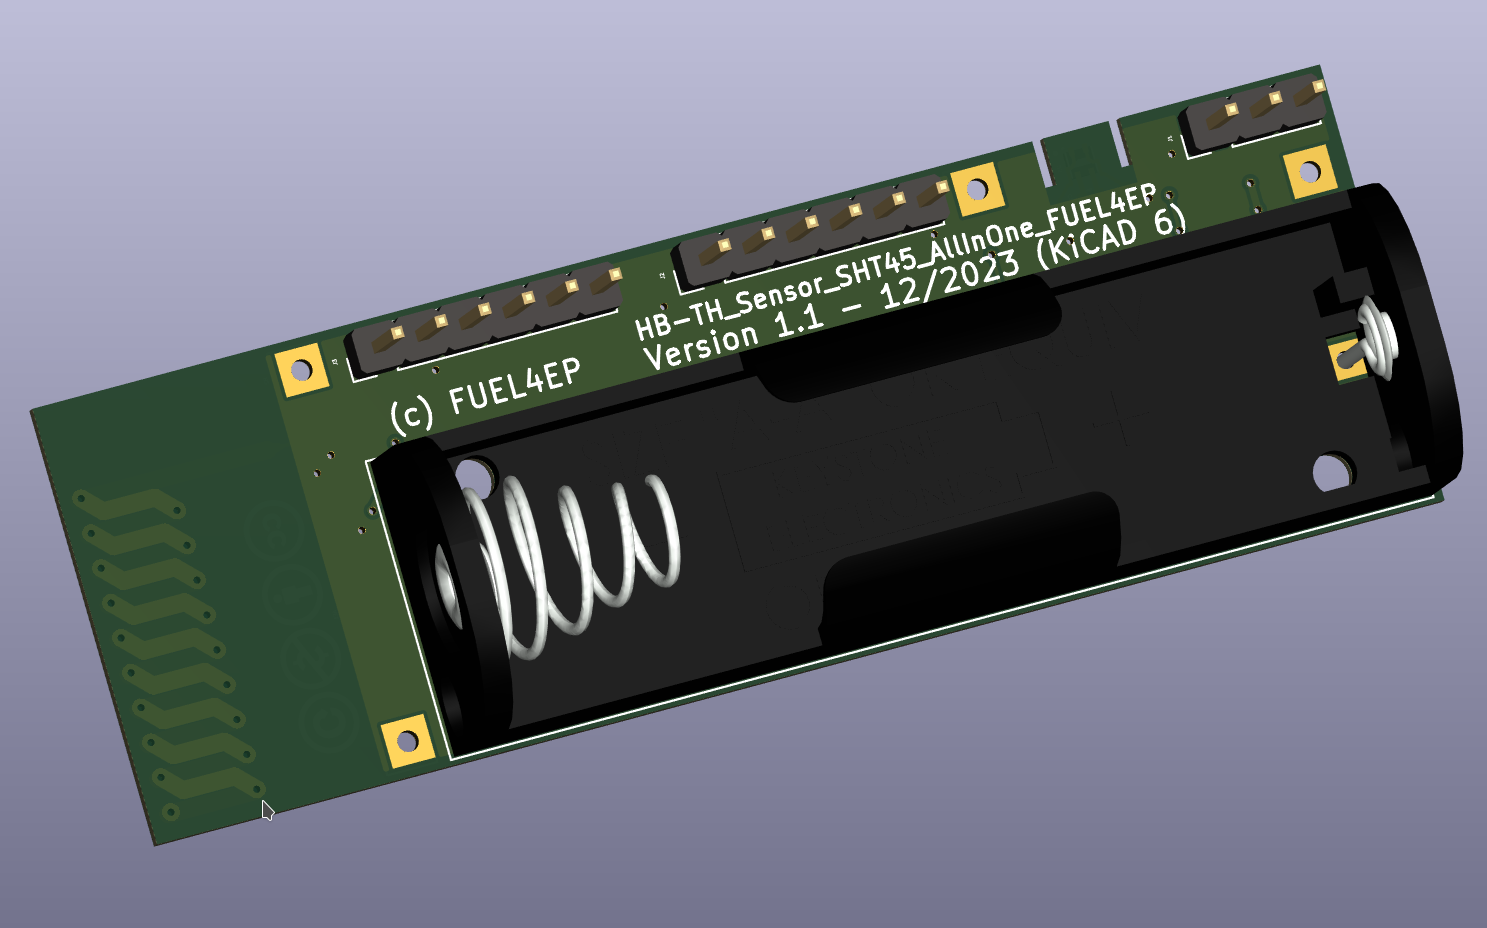 HB-TH_Sensor_SHT45_AllInOne_FUEL4EP
Version 1.1 - 12/2023 (KiCAD 6)
(c) FUEL4EP